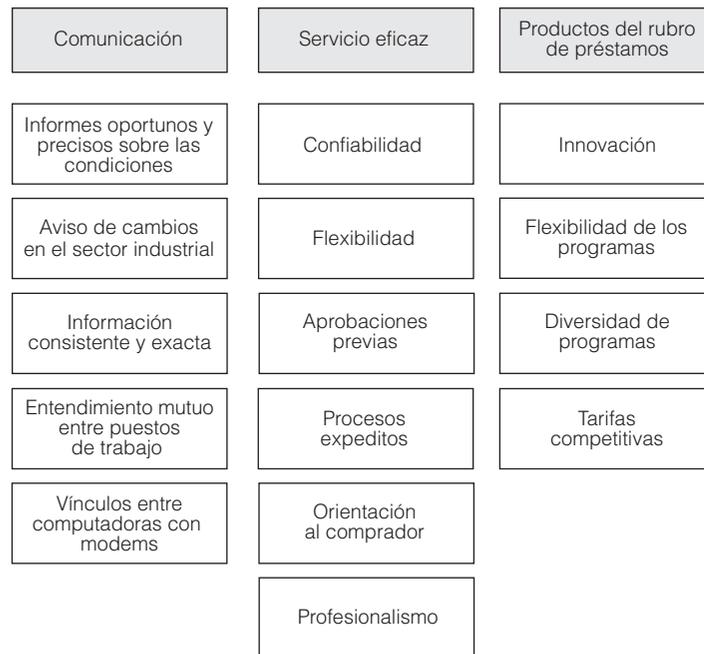 Comunicación
Informes oportunos y
precisos sobre las
condiciones
Aviso de cambios
en el sector industrial
Información
consistente y exacta
Entendimiento mutuo
entre puestos
de trabajo
Vínculos entre
computadoras con
modems
Servicio eficaz
Confiabilidad
Flexibilidad
Aprobaciones
previas
Procesos
expeditos
Orientación
al comprador
Profesionalismo
Productos del rubro
de préstamos
Innovación
Flexibilidad de los
programas
Diversidad de
programas
Tarifas
competitivas